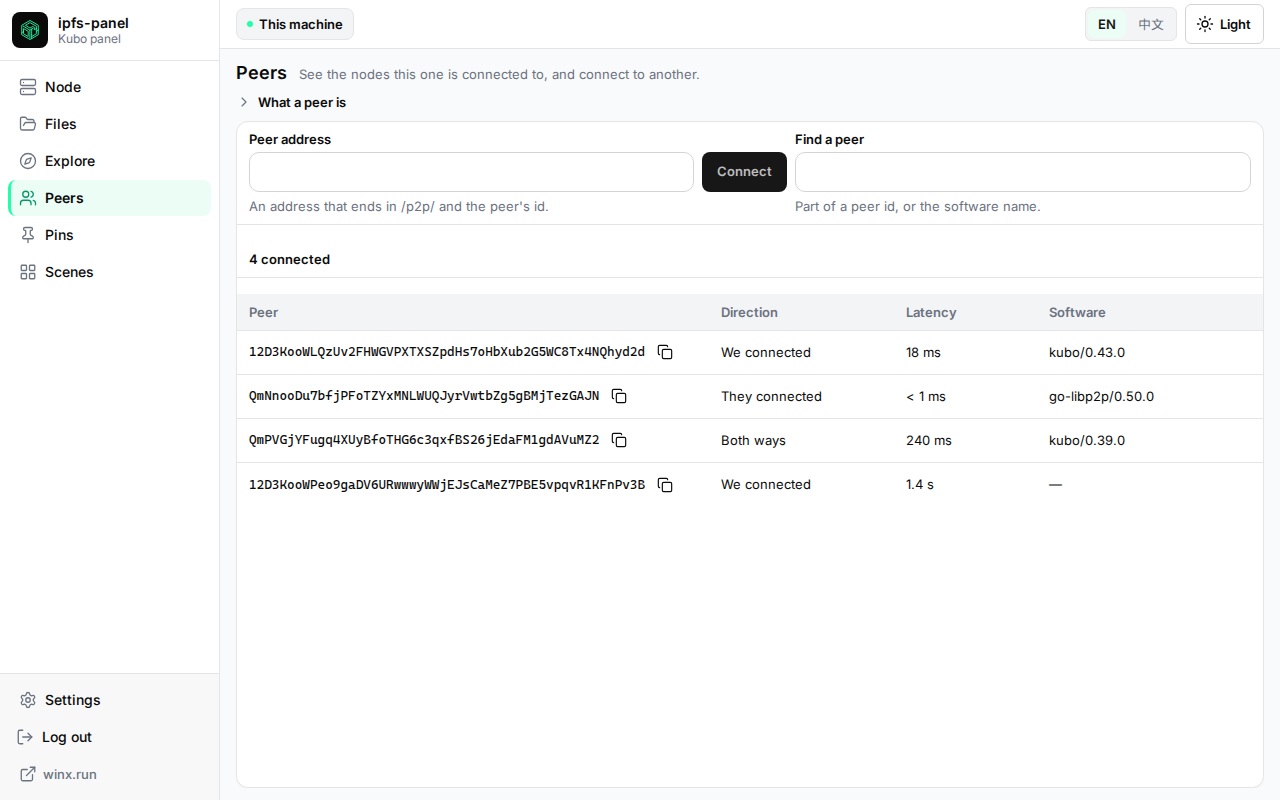 ipfs-panel
Kubo panel
Node
Files
Explore
Peers
Pins
Scenes
Settings
Log out
winx.run
This machine
EN 中文 Light
Peers See the nodes this one is connected to, and connect to another.
What a peer is
Peer address
Connect
An address that ends in /p2p/ and the peer's id.
Find a peer
Part of a peer id, or the software name.
4 connected
Peer Direction Latency Software
12D3KooWLQzUv2FHWGVPXTXSZpdHs7oHbXub2G5WC8Tx4NQhyd2d We connected 18 ms kubo/0.43.0
QmNnooDu7bfjPFoTZYxMNLWUQJyrVwtbZg5gBMjTezGAJN They connected < 1 ms go-libp2p/0.50.0
QmPVGjYFugq4XUyBfoTHG6c3qxfBS26jEdaFM1gdAVuMZ2 Both ways 240 ms kubo/0.39.0
12D3KooWPeo9gaDV6URwwwyWWjEJsCaMeZ7PBE5vpqvR1KFnPv3B We connected 1.4 s —